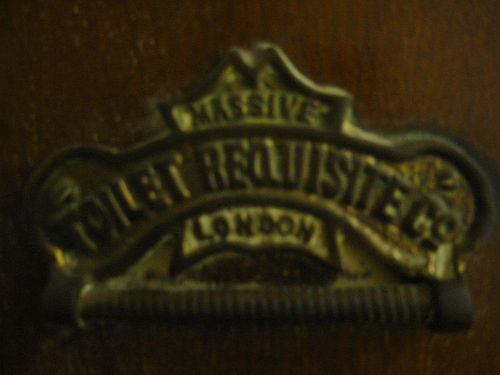 MASSIVE
TOILET REQUISITE CO
LONDON